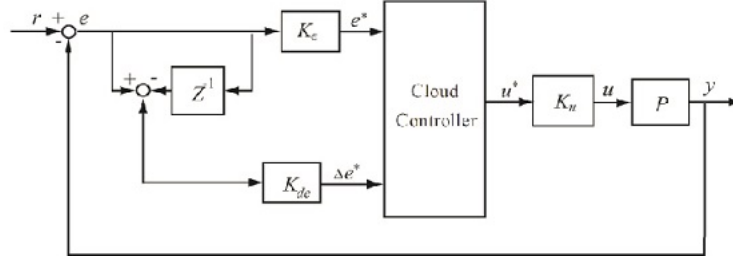 r + e
-
K_e
e*
+ -
Z^-1
Cloud
Controller
u*
K_u
u
P
y
K_de
Δe*